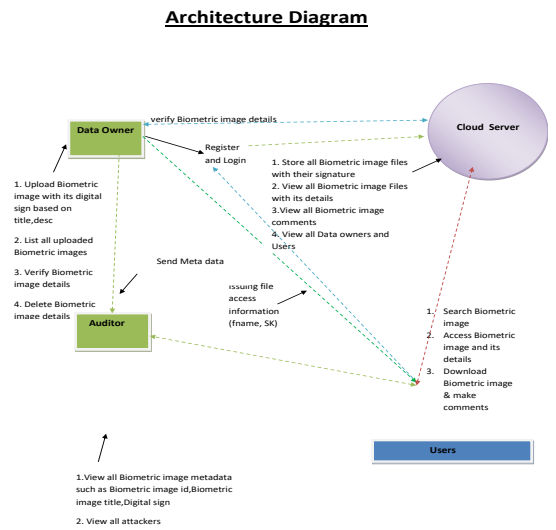 Architecture Diagram
verify Biometric image details
Data Owner
Cloud Server
Register
and Login
1. Store all Biometric image files
with their signature
2. View all Biometric image Files
with its details
3.View all Biometric image
comments
4. View all Data owners and
Users
1. Upload Biometric
image with its digital
sign based on
title,desc
2. List all uploaded
Biometric images
3. Verify Biometric
image details
4. Delete Biometric
image details
Send Meta data
Issuing file
access
information
(fname, SK)
Auditor
1. Search Biometric
image
2. Access Biometric
image and its
details
3. Download
Biometric image
& make
comments
Users
1.View all Biometric image metadata
such as Biometric image id,Biometric
image title,Digital sign
2. View all attackers